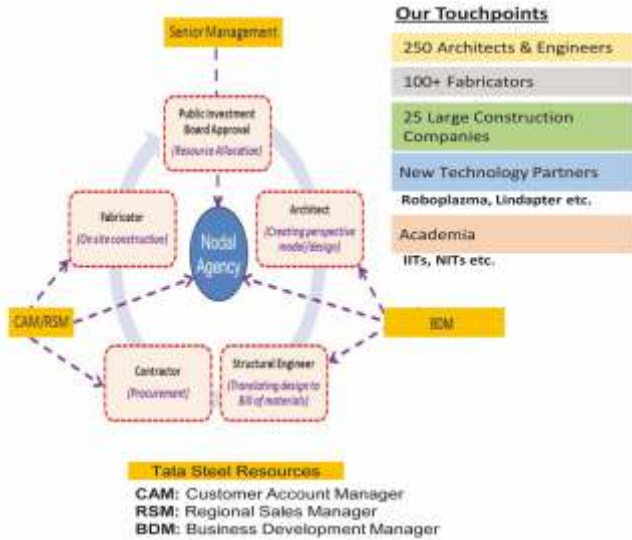 Senior Management
Public Investment
Board Approval
(Resource Allocation)
Fabricator
(On site construction)
Nodal
Agency
Architect
(Creating perspective
model/design)
CAM/RSM
BDM
Contractor
(Procurement)
Structural Engineer
(Translating design to
Bill of materials)
Our Touchpoints
250 Architects & Engineers
100+ Fabricators
25 Large Construction
Companies
New Technology Partners
Roboplazma, Lindapter etc.
Academia
IITs, NITs etc.
Tata Steel Resources
CAM: Customer Account Manager
RSM: Regional Sales Manager
BDM: Business Development Manager